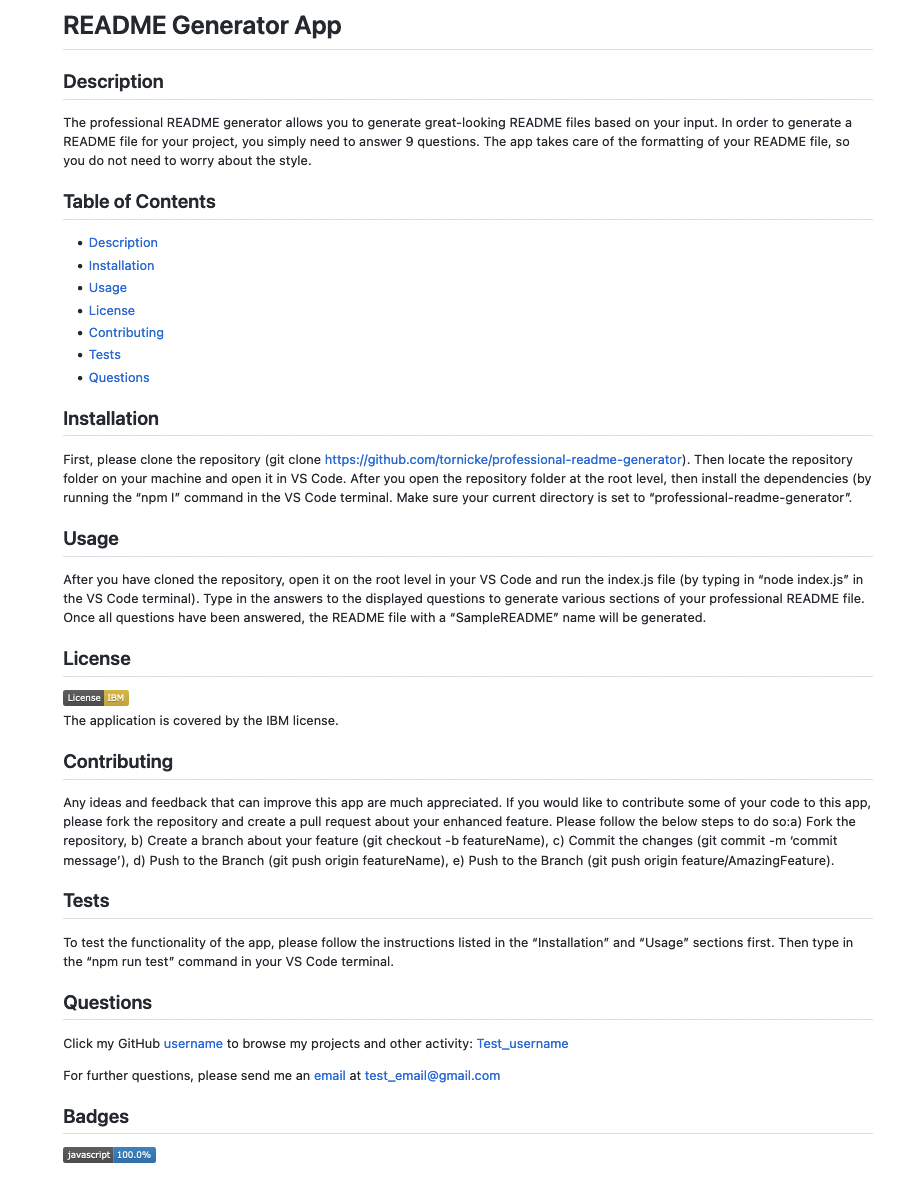 README Generator App
Description
The professional README generator allows you to generate great-looking README files based on your input. In order to generate a
README file for your project, you simply need to answer 9 questions. The app takes care of the formatting of your README file, so
you do not need to worry about the style.
Table of Contents
• Description
• Installation
• Usage
• License
• Contributing
• Tests
• Questions
Installation
First, please clone the repository (git clone https://github.com/tornicke/professional-readme-generator). Then locate the repository
folder on your machine and open it in VS Code. After you open the repository folder at the root level, then install the dependencies (by
running the “npm I” command in the VS Code terminal. Make sure your current directory is set to “professional-readme-generator”.
Usage
After you have cloned the repository, open it on the root level in your VS Code and run the index.js file (by typing in “node index.js” in
the VS Code terminal). Type in the answers to the displayed questions to generate various sections of your professional README file.
Once all questions have been answered, the README file with a “SampleREADME” name will be generated.
License
License IBM
The application is covered by the IBM license.
Contributing
Any ideas and feedback that can improve this app are much appreciated. If you would like to contribute some of your code to this app,
please fork the repository and create a pull request about your enhanced feature. Please follow the below steps to do so:a) Fork the
repository, b) Create a branch about your feature (git checkout -b featureName), c) Commit the changes (git commit -m ‘commit
message’), d) Push to the Branch (git push origin featureName), e) Push to the Branch (git push origin feature/AmazingFeature).
Tests
To test the functionality of the app, please follow the instructions listed in the “Installation” and “Usage” sections first. Then type in
the “npm run test” command in your VS Code terminal.
Questions
Click my GitHub username to browse my projects and other activity: Test_username
For further questions, please send me an email at test_email@gmail.com
Badges
javascript 100.0%